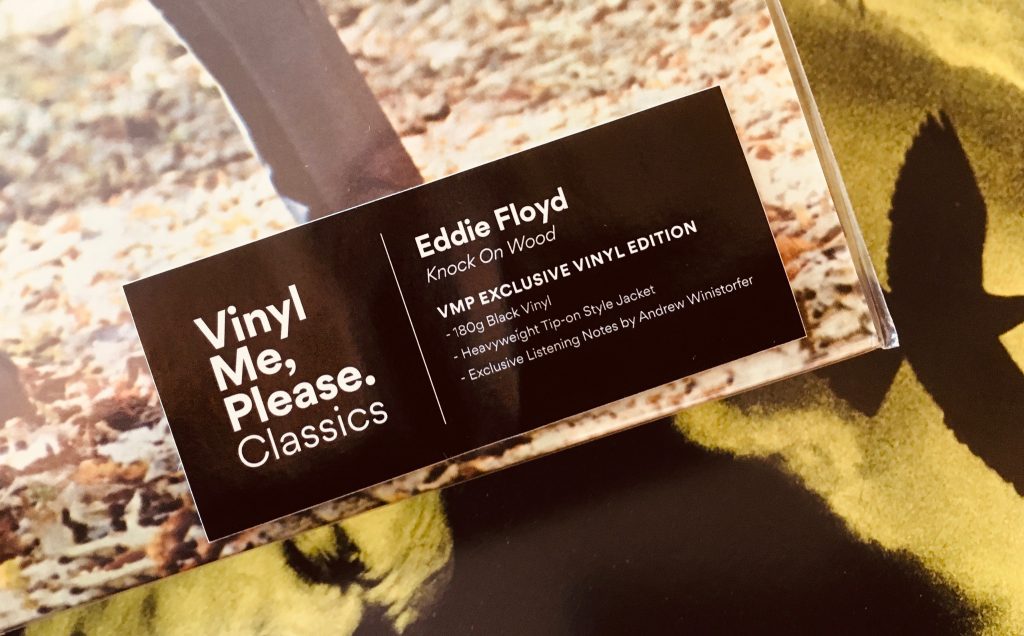 Vinyl
Me,
Please.
Classics
Eddie Floyd
Knock On Wood
VMP EXCLUSIVE VINYL EDITION
- 180g Black Vinyl
- Heavyweight Tip-on Style Jacket
- Exclusive Listening Notes by Andrew Winistorfer